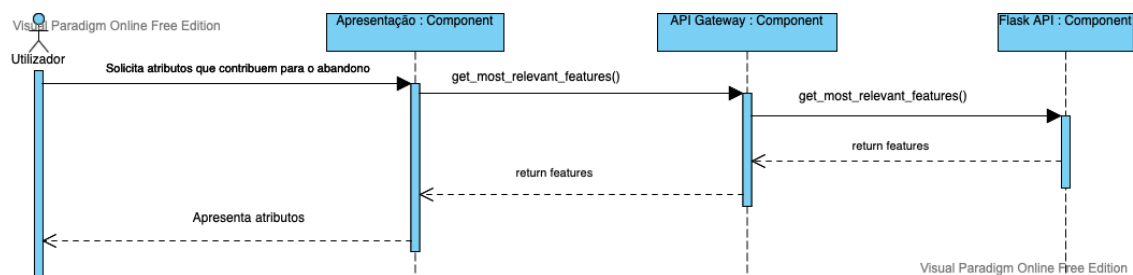 Visual Paradigm Online Free Edition
Apresentação : Component
API Gateway : Component
Flask API : Component
Utilizador
Solicita atributos que contribuem para o abandono
get_most_relevant_features()
get_most_relevant_features()
return features
return features
Apresenta atributos
Visual Paradigm Online Free Edition